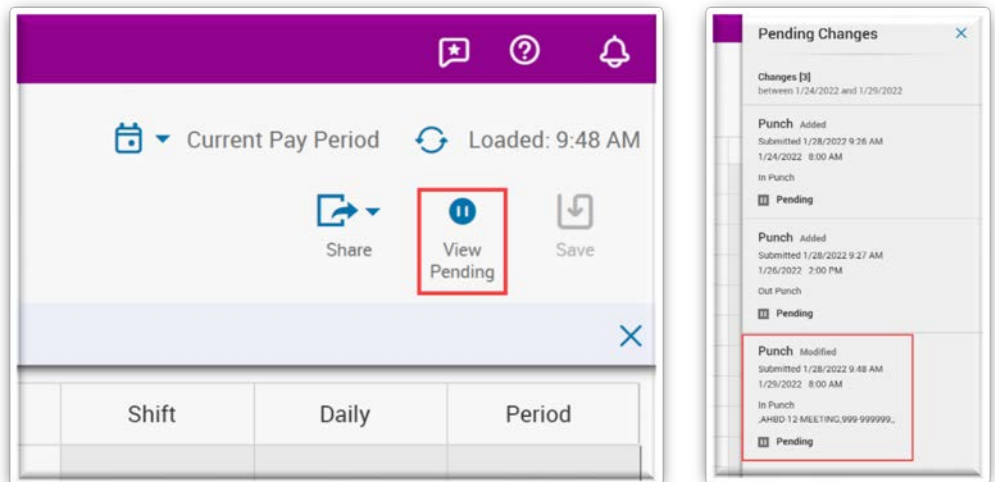 Current Pay Period Loaded: 9:48 AM
Share
View
Pending
Save
Shift Daily Period
Pending Changes
Changes [3]
between 1/24/2022 and 1/29/2022
Punch Added
Submitted 1/28/2022 9:26 AM
1/24/2022 8:00 AM
In Punch
Pending
Punch Added
Submitted 1/28/2022 9:27 AM
1/26/2022 2:00 PM
Out Punch
Pending
Punch Modified
Submitted 1/28/2022 9:48 AM
1/29/2022 8:00 AM
In Punch
,AHBD-12-MEETING,999-999999,,
Pending